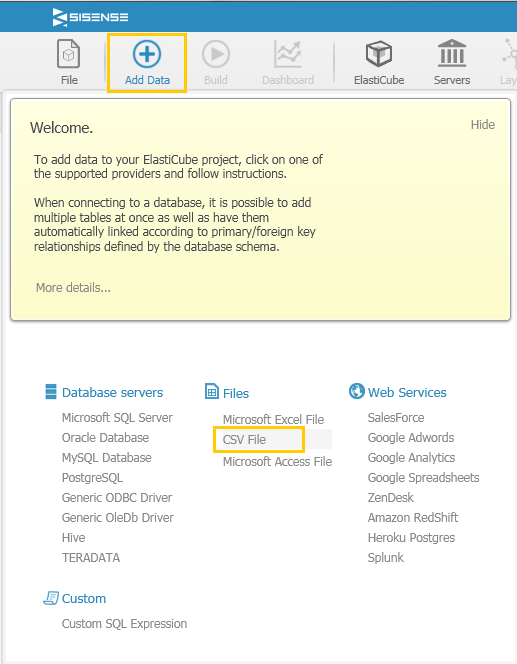 SISENSE
File
Add Data
Build
Dashboard
ElastiCube
Servers
Welcome.
Hide
To add data to your ElastiCube project, click on one of
the supported providers and follow instructions.
When connecting to a database, it is possible to add
multiple tables at once as well as have them
automatically linked according to primary/foreign key
relationships defined by the database schema.
More details...
Database servers
Microsoft SQL Server
Oracle Database
MySQL Database
PostgreSQL
Generic ODBC Driver
Generic OleDb Driver
Hive
TERADATA
Files
Microsoft Excel File
CSV File
Microsoft Access File
Web Services
SalesForce
Google Adwords
Google Analytics
Google Spreadsheets
ZenDesk
Amazon RedShift
Heroku Postgres
Splunk
Custom
Custom SQL Expression